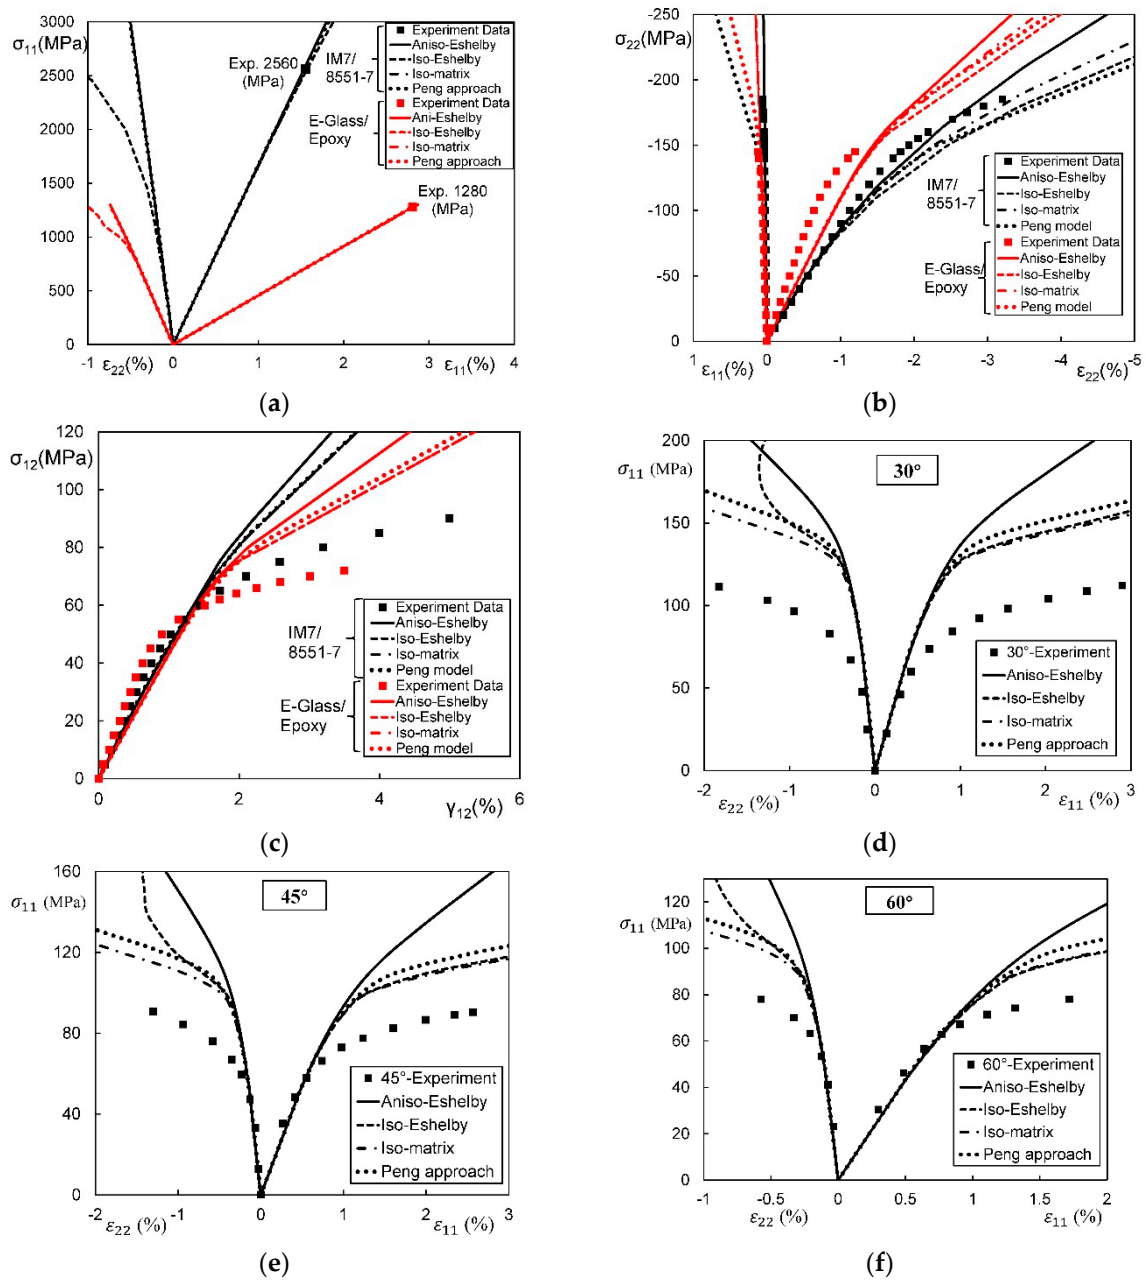 σ11(MPa)
3000
2500
2000
1500
1000
500
0
-1
0
1
2
3
4
ε22(%)
ε11(%)
Exp. 2560
(MPa)
Exp. 1280
(MPa)
IM7/
8551-7
Experiment Data
Aniso-Eshelby
Iso-Eshelby
Iso-matrix
Peng approach
E-Glass/
Epoxy
Experiment Data
Ani-Eshelby
Iso-Eshelby
Iso-matrix
Peng approach
(a)
σ22(MPa)
-250
-200
-150
-100
-50
0
0
-1
-2
-3
-4
-5
ε11(%)
ε22(%)
IM7/
8551-7
Experiment Data
Aniso-Eshelby
Iso-Eshelby
Iso-matrix
Peng model
E-Glass/
Epoxy
Experiment Data
Aniso-Eshelby
Iso-Eshelby
Iso-matrix
Peng model
1
(b)
σ12(MPa)
120
100
80
60
40
20
0
0
2
4
6
γ12(%)
IM7/
8551-7
Experiment Data
Aniso-Eshelby
Iso-Eshelby
Iso-matrix
Peng model
E-Glass/
Epoxy
Experiment Data
Aniso-Eshelby
Iso-Eshelby
Iso-matrix
Peng model
(c)
σ11 (MPa)
200
150
100
50
0
30°
30°-Experiment
Aniso-Eshelby
Iso-Eshelby
Iso-matrix
Peng approach
-2
-1
0
1
2
3
ε22 (%)
ε11 (%)
(d)
σ11 (MPa)
160
120
80
40
0
45°
45°-Experiment
Aniso-Eshelby
Iso-Eshelby
Iso-matrix
Peng approach
-2
-1
0
1
2
3
ε22 (%)
ε11 (%)
(e)
σ11 (MPa)
120
100
80
60
40
20
0
60°
60°-Experiment
Aniso-Eshelby
Iso-Eshelby
Iso-matrix
Peng approach
-1
-0.5
0
0.5
1
1.5
2
ε22 (%)
ε11 (%)
(f)